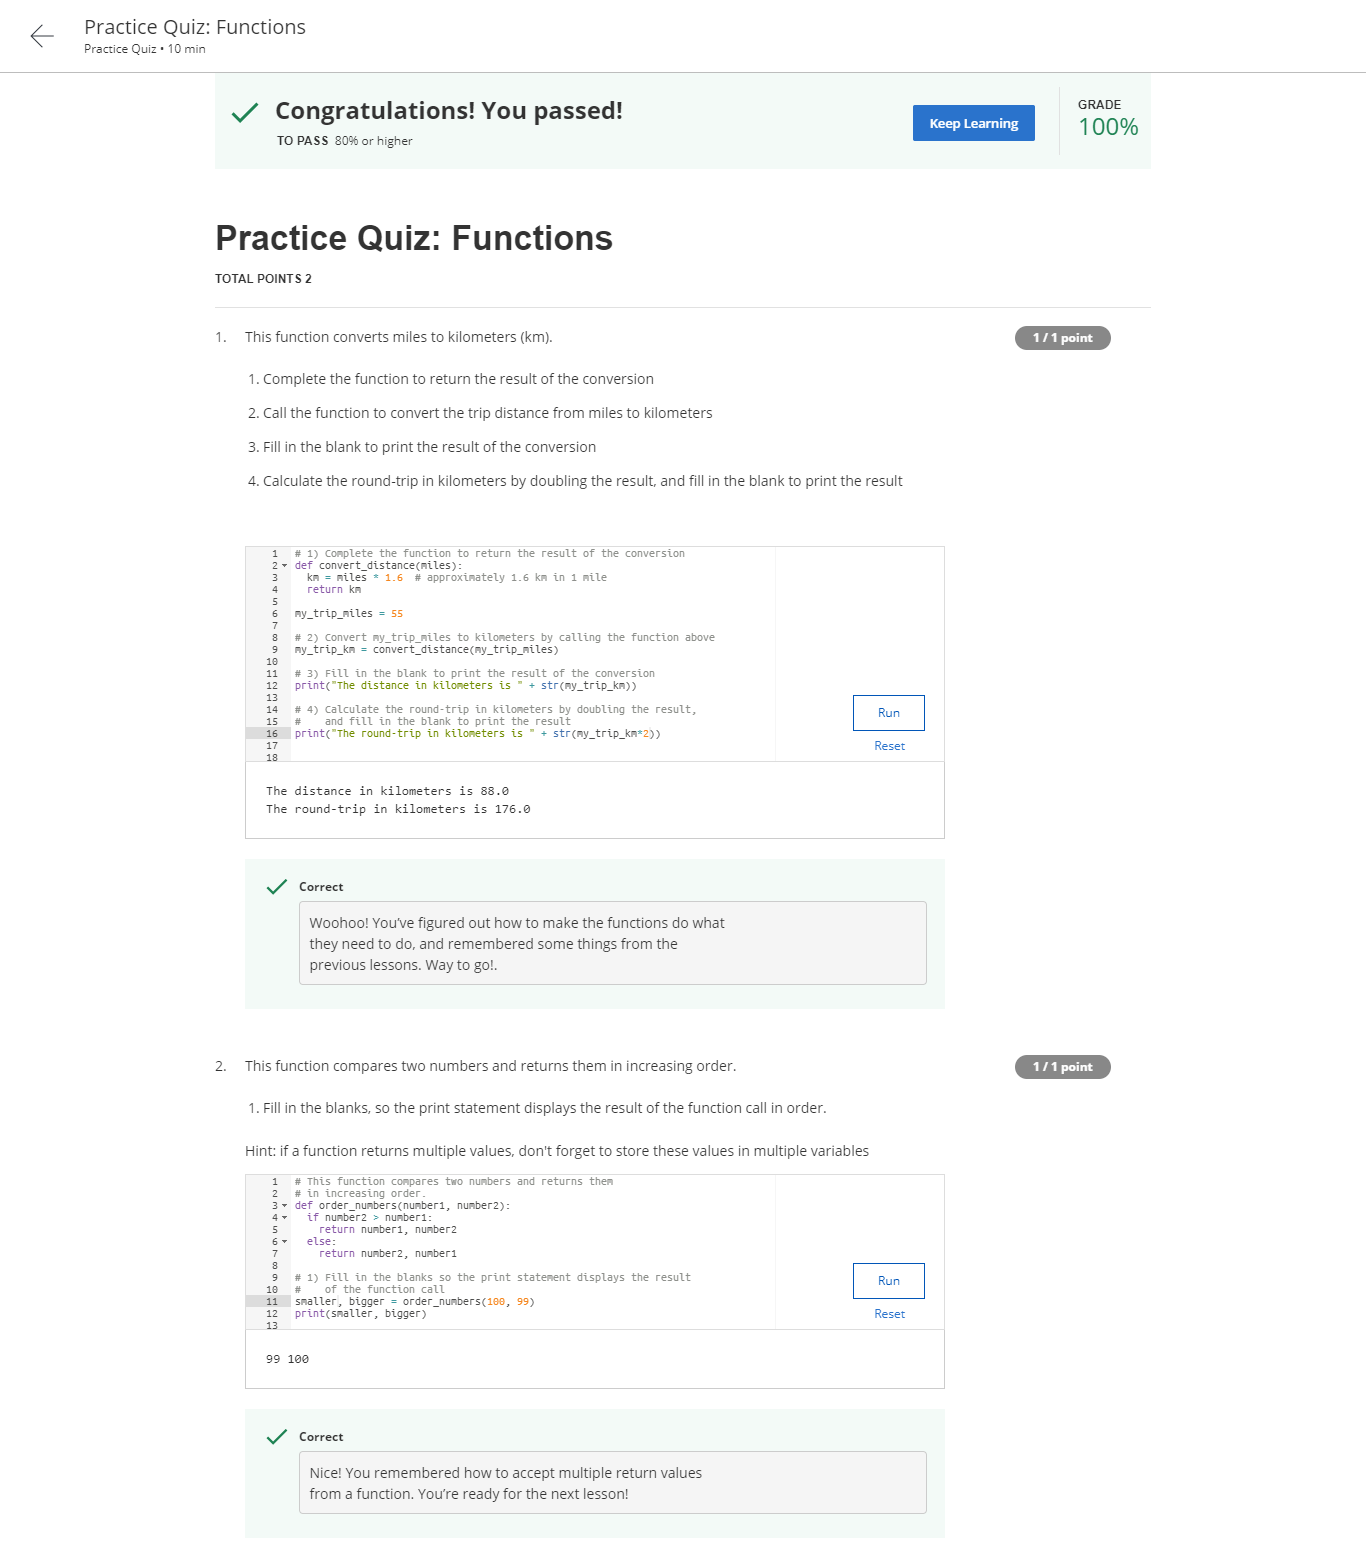 Practice Quiz: Functions
Practice Quiz • 10 min
Congratulations! You passed!
TO PASS 80% or higher
Keep Learning
GRADE
100%
Practice Quiz: Functions
TOTAL POINTS 2
1. This function converts miles to kilometers (km).
1 / 1 point
1. Complete the function to return the result of the conversion
2. Call the function to convert the trip distance from miles to kilometers
3. Fill in the blank to print the result of the conversion
4. Calculate the round-trip in kilometers by doubling the result, and fill in the blank to print the result
1 # 1) Complete the function to return the result of the conversion
2 def convert_distance(miles):
3   km = miles * 1.6  # approximately 1.6 km in 1 mile
4   return km
5
6 my_trip_miles = 55
7
8 # 2) Convert my_trip_miles to kilometers by calling the function above
9 my_trip_km = convert_distance(my_trip_miles)
10
11 # 3) Fill in the blank to print the result of the conversion
12 print("The distance in kilometers is " + str(my_trip_km))
13
14 # 4) Calculate the round-trip in kilometers by doubling the result,
15 #    and fill in the blank to print the result
16 print("The round-trip in kilometers is " + str(my_trip_km*2))
17
18
Run
Reset
The distance in kilometers is 88.0
The round-trip in kilometers is 176.0
Correct
Woohoo! You've figured out how to make the functions do what
they need to do, and remembered some things from the
previous lessons. Way to go!.
2. This function compares two numbers and returns them in increasing order.
1 / 1 point
1. Fill in the blanks, so the print statement displays the result of the function call in order.
Hint: if a function returns multiple values, don't forget to store these values in multiple variables
1 # This function compares two numbers and returns them
2 # in increasing order.
3 def order_numbers(number1, number2):
4   if number2 > number1:
5     return number1, number2
6   else:
7     return number2, number1
8
9 # 1) Fill in the blanks so the print statement displays the result
10 #    of the function call
11 smaller, bigger = order_numbers(100, 99)
12 print(smaller, bigger)
13
Run
Reset
99 100
Correct
Nice! You remembered how to accept multiple return values
from a function. You're ready for the next lesson!